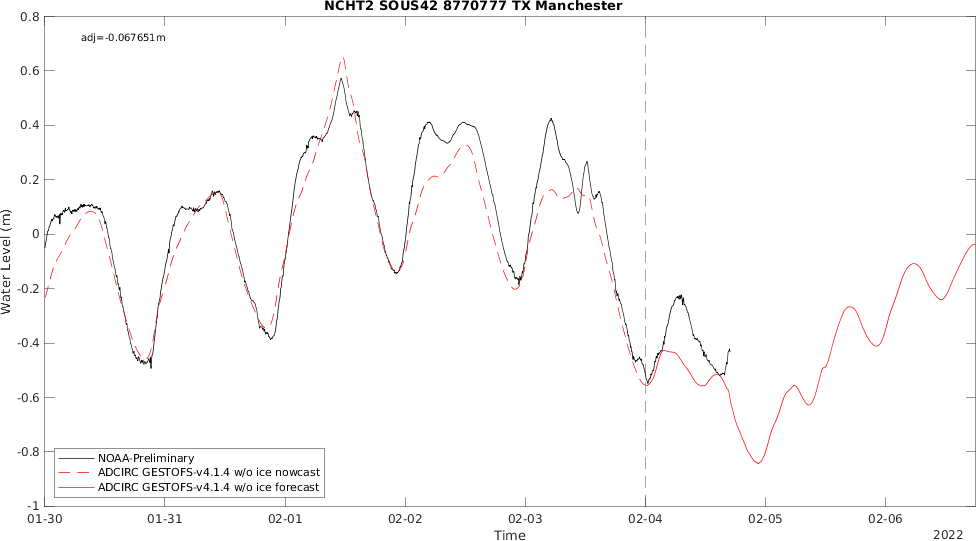 NCHT2 SOUS42 8770777 TX Manchester
adj=-0.067651m
0.8
0.6
0.4
0.2
0
-0.2
-0.4
-0.6
-0.8
-1
Water Level (m)
NOAA-Preliminary
ADCIRC GESTOFS-v4.1.4 w/o ice nowcast
ADCIRC GESTOFS-v4.1.4 w/o ice forecast
01-30 01-31 02-01 02-02 02-03 02-04 02-05 02-06
Time
2022